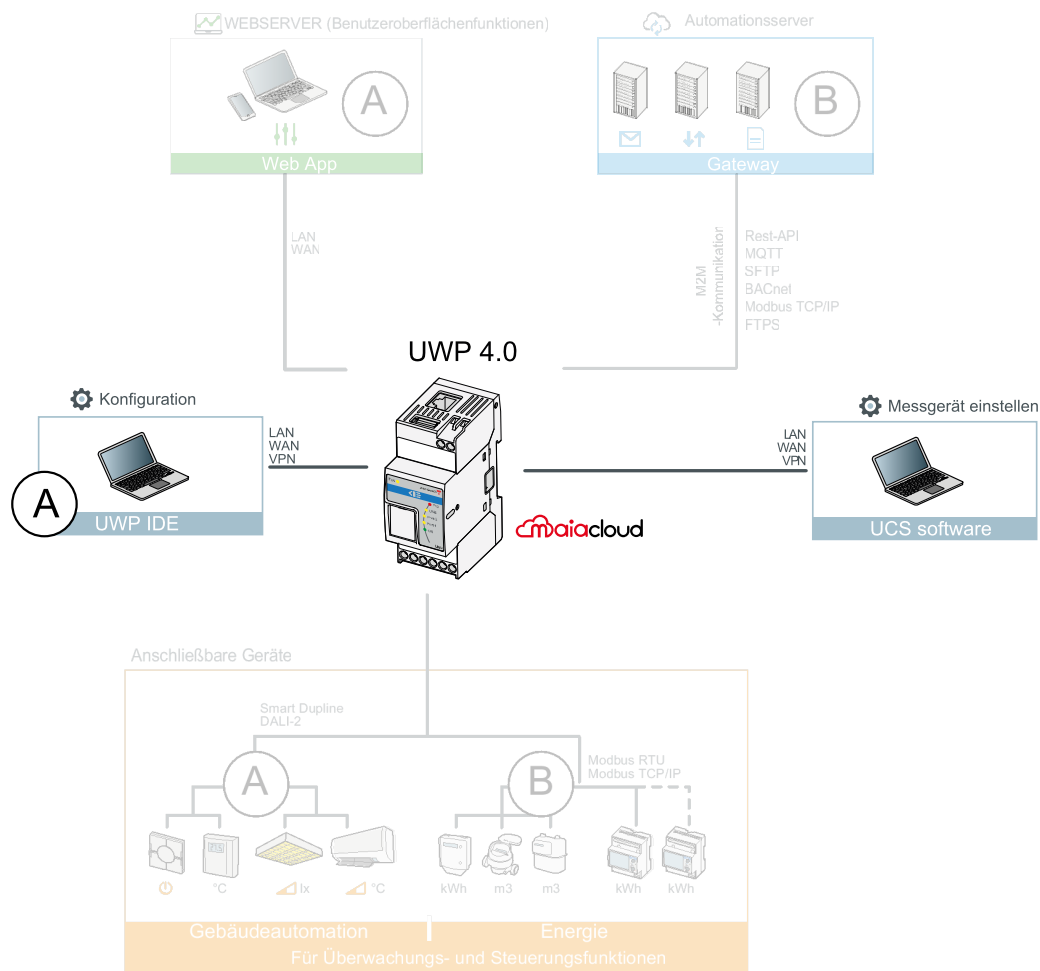 WEBSERVER (Benutzeroberflächenfunktionen)
A
Web App
Automationsserver
B
Gateway
LAN
WAN
M2M
-Kommunikation
Rest-API
MQTT
SFTP
BACnet
Modbus TCP/IP
FTPS
UWP 4.0
Konfiguration
LAN
WAN
VPN
A
UWP IDE
maiacloud
Messgerät einstellen
LAN
WAN
VPN
UCS software
Anschließbare Geräte
Smart Dupline
DALI-2
A
B
Modbus RTU
Modbus TCP/IP
°C
lx
°C
kWh
m3
m3
kWh
kWh
Gebäudeautomation
Energie
Für Überwachungs- und Steuerungsfunktionen